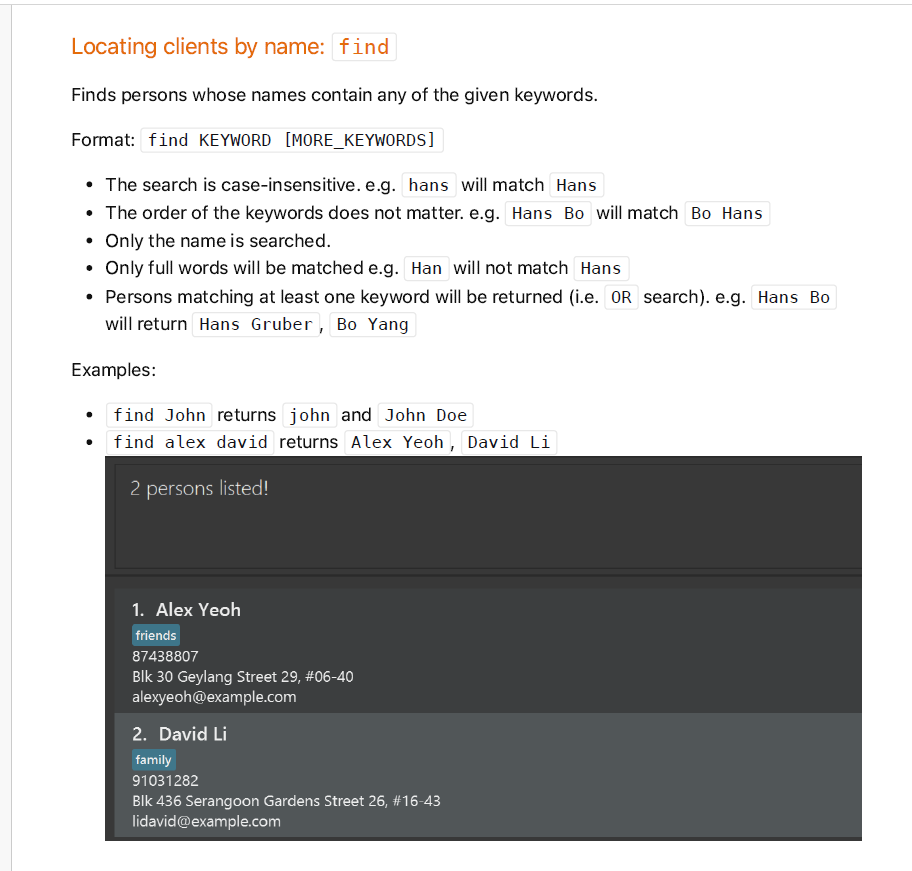 Locating clients by name: find
Finds persons whose names contain any of the given keywords.
Format: find KEYWORD [MORE_KEYWORDS]
• The search is case-insensitive. e.g. hans will match Hans
• The order of the keywords does not matter. e.g. Hans Bo will match Bo Hans
• Only the name is searched.
• Only full words will be matched e.g. Han will not match Hans
• Persons matching at least one keyword will be returned (i.e. OR search). e.g. Hans Bo
will return Hans Gruber, Bo Yang
Examples:
• find John returns john and John Doe
• find alex david returns Alex Yeoh, David Li
2 persons listed!
1. Alex Yeoh
friends
87438807
Blk 30 Geylang Street 29, #06-40
alexyeoh@example.com
2. David Li
family
91031282
Blk 436 Serangoon Gardens Street 26, #16-43
lidavid@example.com